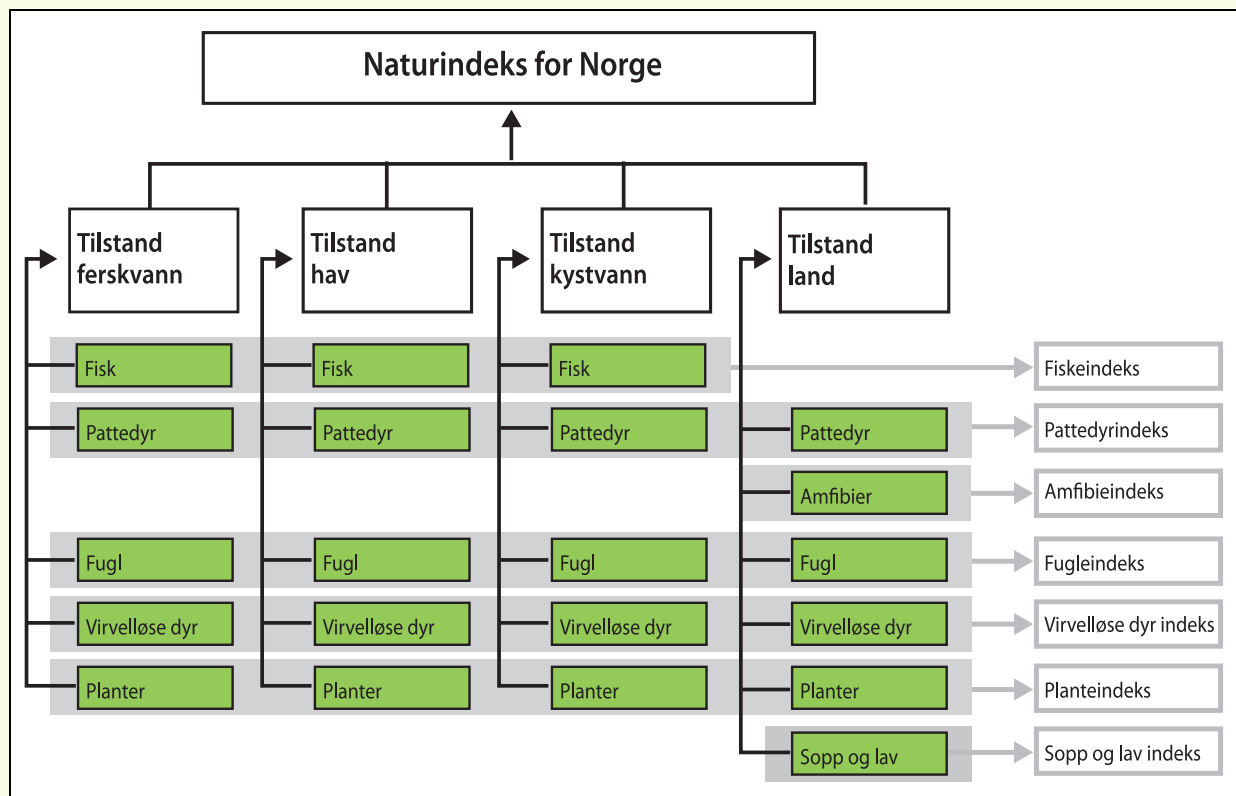 Naturindeks for Norge
Tilstand
ferskvann
Tilstand
hav
Tilstand
kystvann
Tilstand
land
Fisk
Fisk
Fisk
Fiskeindeks
Pattedyr
Pattedyr
Pattedyr
Pattedyr
Pattedyrindeks
Amfibier
Amfibieindeks
Fugl
Fugl
Fugl
Fugl
Fugleindeks
Virvelløse dyr
Virvelløse dyr
Virvelløse dyr
Virvelløse dyr
Virvelløse dyr indeks
Planter
Planter
Planter
Planter
Planteindeks
Sopp og lav
Sopp og lav indeks